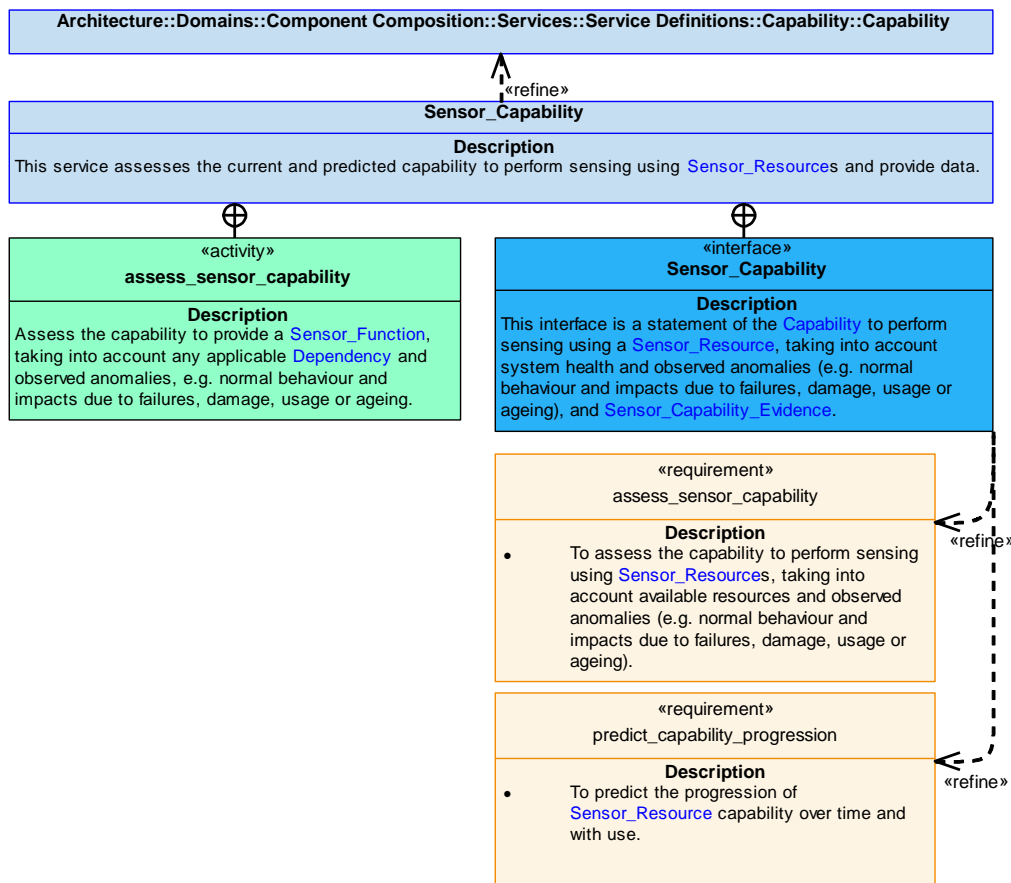 Architecture::Domains::Component Composition::Services::Service Definitions::Capability::Capability
«refine»
Sensor_Capability
Description
This service assesses the current and predicted capability to perform sensing using Sensor_Resources and provide data.
«activity»
assess_sensor_capability
Description
Assess the capability to provide a Sensor_Function,
taking into account any applicable Dependency and
observed anomalies, e.g. normal behaviour and
impacts due to failures, damage, usage or ageing.
«interface»
Sensor_Capability
Description
This interface is a statement of the Capability to perform
sensing using a Sensor_Resource, taking into account
system health and observed anomalies (e.g. normal
behaviour and impacts due to failures, damage, usage or
ageing), and Sensor_Capability_Evidence.
«requirement»
assess_sensor_capability
Description
• To assess the capability to perform sensing
using Sensor_Resources, taking into
account available resources and observed
anomalies (e.g. normal behaviour and
impacts due to failures, damage, usage or
ageing).
«refine»
«requirement»
predict_capability_progression
Description
• To predict the progression of
Sensor_Resource capability over time and
with use.
«refine»